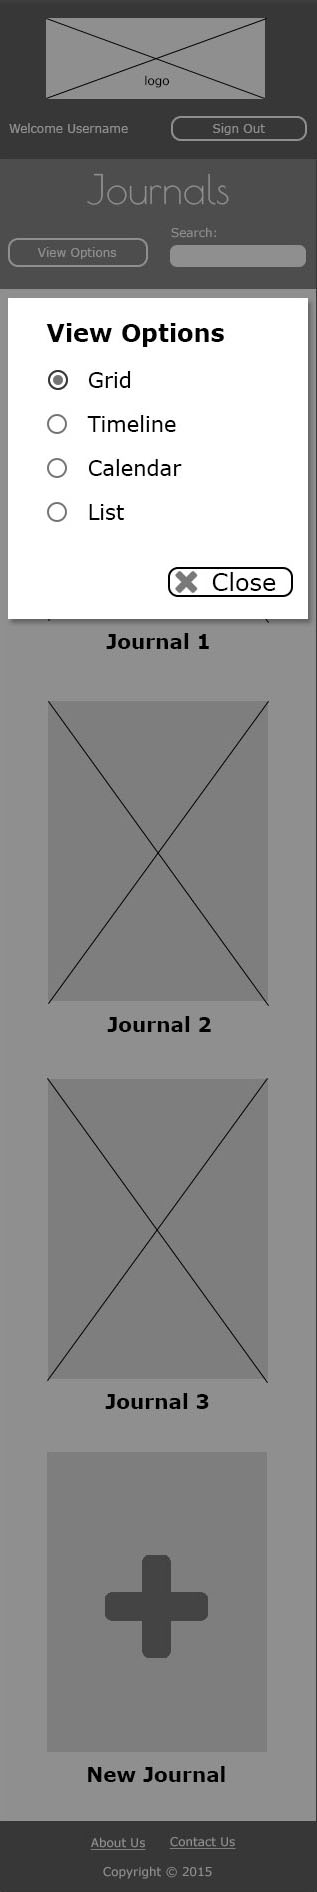 logo
Welcome Username
Sign Out
Journals
View Options
Search:
View Options
Grid
Timeline
Calendar
List
Close
Journal 1
Journal 2
Journal 3
New Journal
About Us
Contact Us
Copyright © 2015